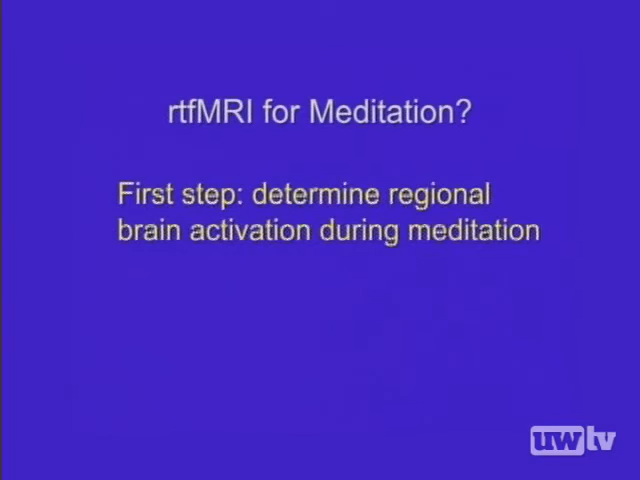 rtfMRI for Meditation?
First step: determine regional
brain activation during meditation
uwtv